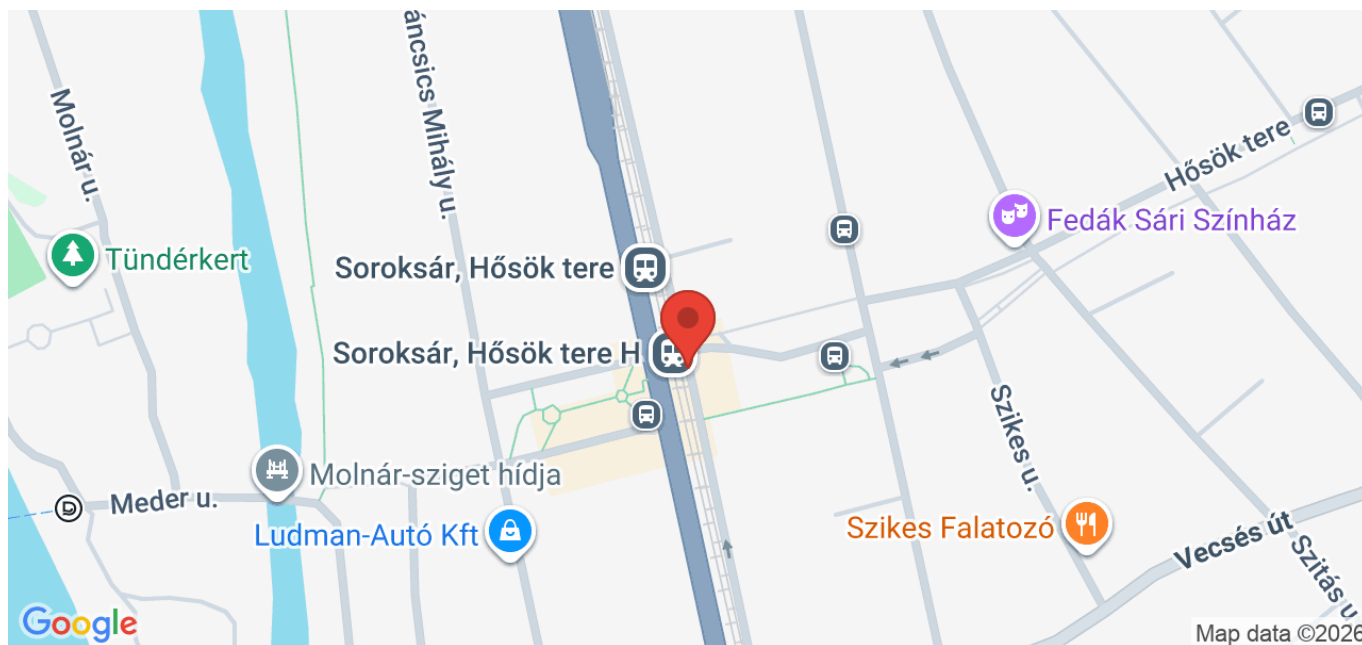 áncsics Mihály u.
Molnár u.
Hősök tere
Fedák Sári Színház
Tündérkert
Soroksár, Hősök tere
Soroksár, Hősök tere H
Szikes u.
Molnár-sziget hídja
Meder u.
Ludman-Autó Kft
Szikes Falatozó
Vecsés út
Szitás u.
Google
Map data ©2026